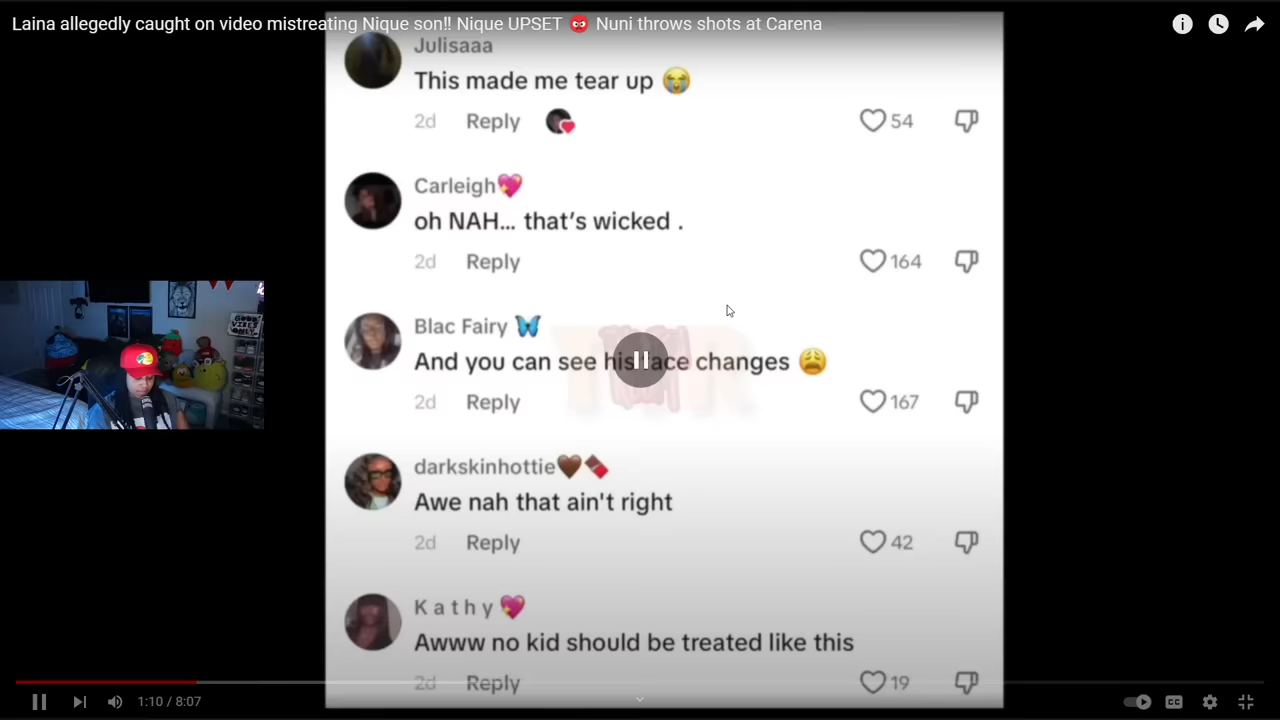 Laina allegedly caught on video mistreating Nique son!! Nique UPSET 👿 Nuni throws shots at Carena
Julisaaa
This made me tear up 😭
2d Reply 54
Carleigh💖
oh NAH... that's wicked .
2d Reply 164
Blac Fairy 🦋
And you can see his face changes 😩
2d Reply 167
darkskinhottie🤎🍫
Awe nah that ain't right
2d Reply 42
K a t h y 💖
Awww no kid should be treated like this
2d Reply 19
1:10 / 8:07
CC